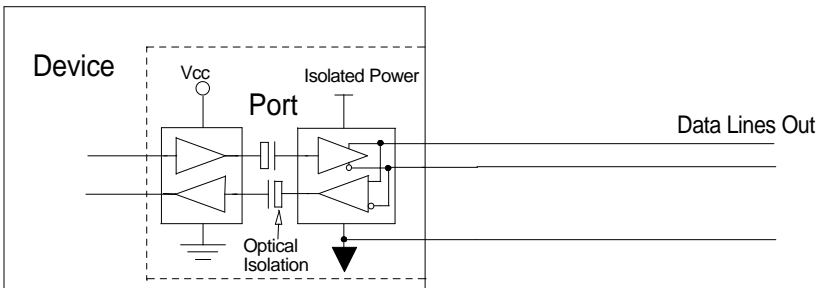 Device
Vcc
Isolated Power
Port
Data Lines Out
Optical
Isolation